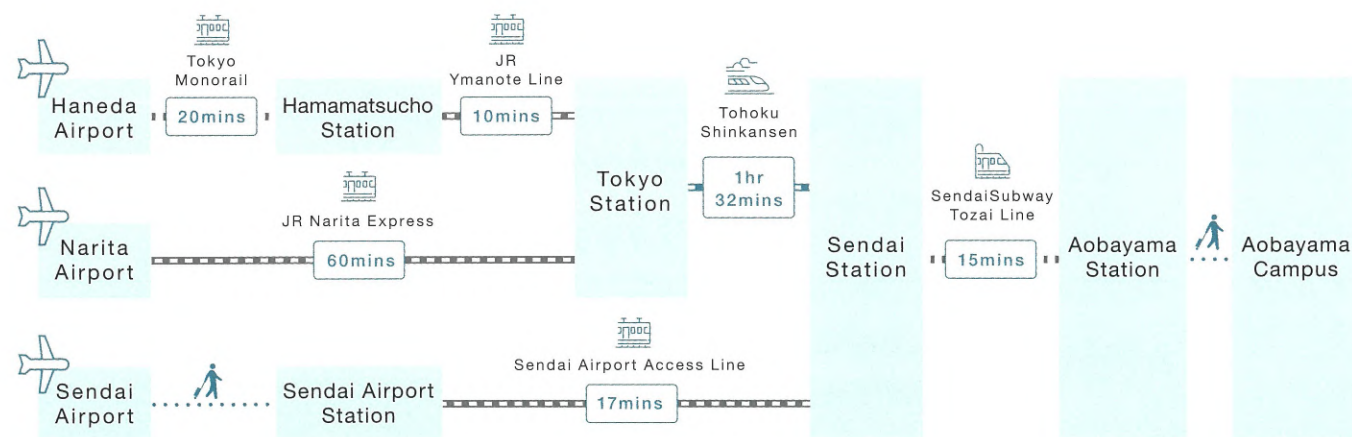 Tokyo
Monorail
JR
Ymanote Line
Haneda
Airport
20mins
Hamamatsucho
Station
10mins
Tohoku
Shinkansen
Tokyo
Station
1hr
32mins
JR Narita Express
Narita
Airport
60mins
Sendai
Station
SendaiSubway
Tozai Line
15mins
Aobayama
Station
Aobayama
Campus
Sendai Airport Access Line
Sendai
Airport
Sendai Airport
Station
17mins